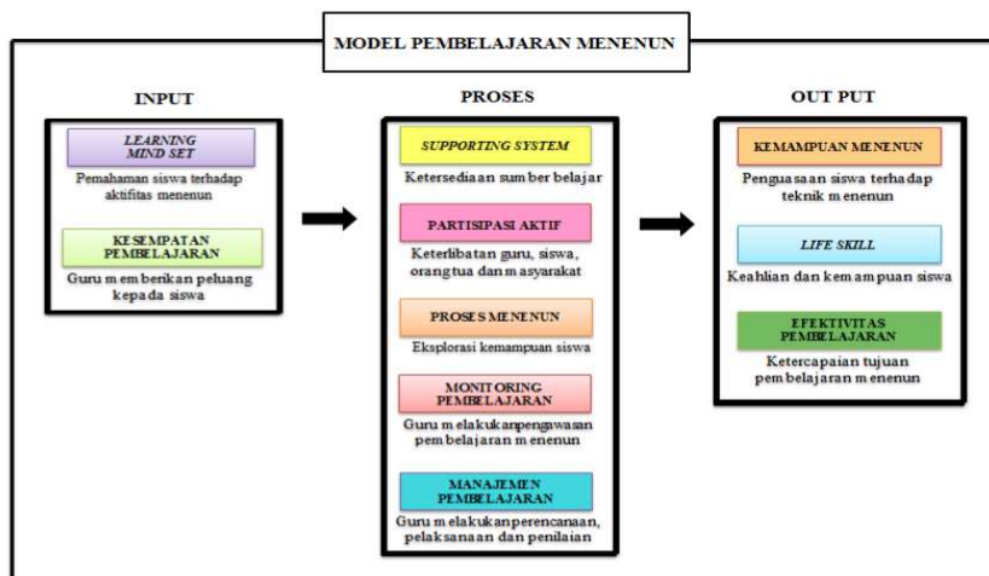 MODEL PEMBELAJARAN MENENUN
INPUT
LEARNING
MIND SET
Pemahaman siswa terhadap
aktifitas menenun
KESEMPATAN
PEMBELAJARAN
Guru memberikan peluang
kepada siswa
PROSES
SUPPORTING SYSTEM
Ketersediaan sumber belajar
PARTISIPASI AKTIF
Keterlibatan guru, siswa,
orang tua dan masyarakat
PROSES MENENUN
Eksplorasi kemampuan siswa
MONITORING
PEMBELAJARAN
Guru melakukanpengawasan
pembelajaran menenun
MANAJEMEN
PEMBELAJARAN
Guru melakukanperencanaan,
pelaksanaan dan penilaian
OUT PUT
KEMAMPUAN MENENUN
Penguasaan siswa terhadap
teknik menenun
LIFE SKILL
Keahlian dan kemampuan siswa
EFEKTIVITAS
PEMBELAJARAN
Ketercapaian tujuan
pembelajaran menenun